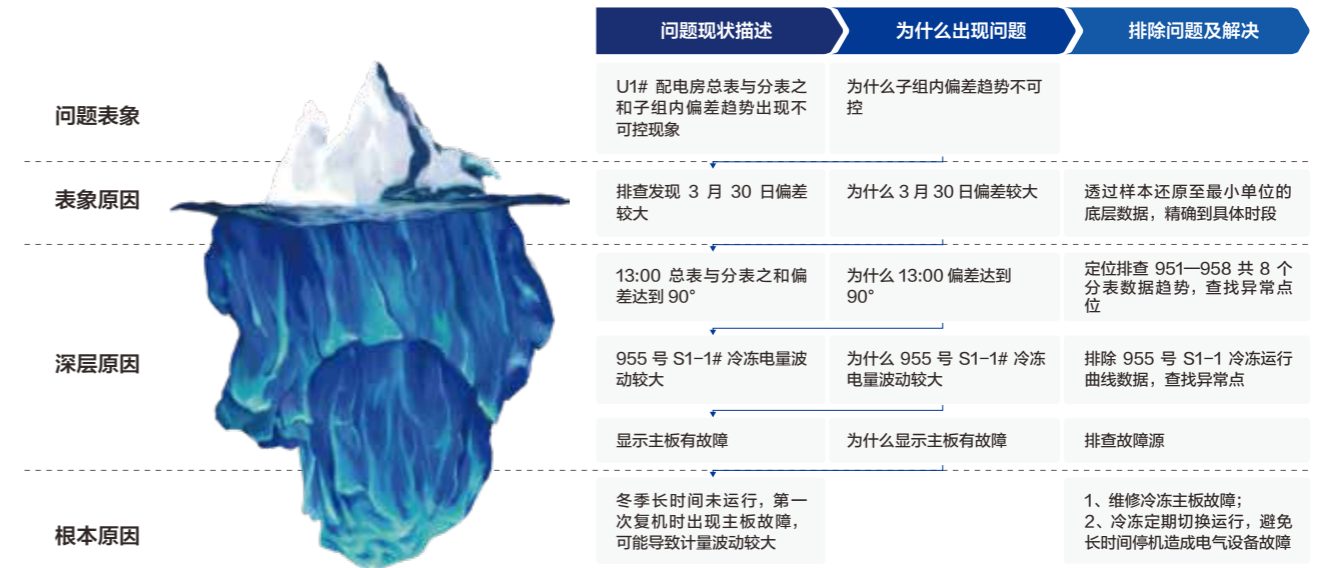 问题现状描述
为什么出现问题
排除问题及解决
问题表象
U1# 配电房总表与分表之
和子组内偏差趋势出现不
可控现象
为什么子组内偏差趋势不可
控
表象原因
排查发现 3 月 30 日偏差
较大
为什么 3 月 30 日偏差较大
透过样本还原至最小单位的
底层数据，精确到具体时段
深层原因
13:00 总表与分表之和偏
差达到 90°
为什么 13:00 偏差达到
90°
定位排查 951—958 共 8 个
分表数据趋势，查找异常点
位
955 号 S1-1# 冷冻电量波
动较大
为什么 955 号 S1-1# 冷冻
电量波动较大
排除 955 号 S1-1 冷冻运行
曲线数据，查找异常点
显示主板有故障
为什么显示主板有故障
排查故障源
根本原因
冬季长时间未运行，第一
次复机时出现主板故障，
可能导致计量波动较大
1、维修冷冻主板故障；
2、冷冻定期切换运行，避免
长时间停机造成电气设备故障